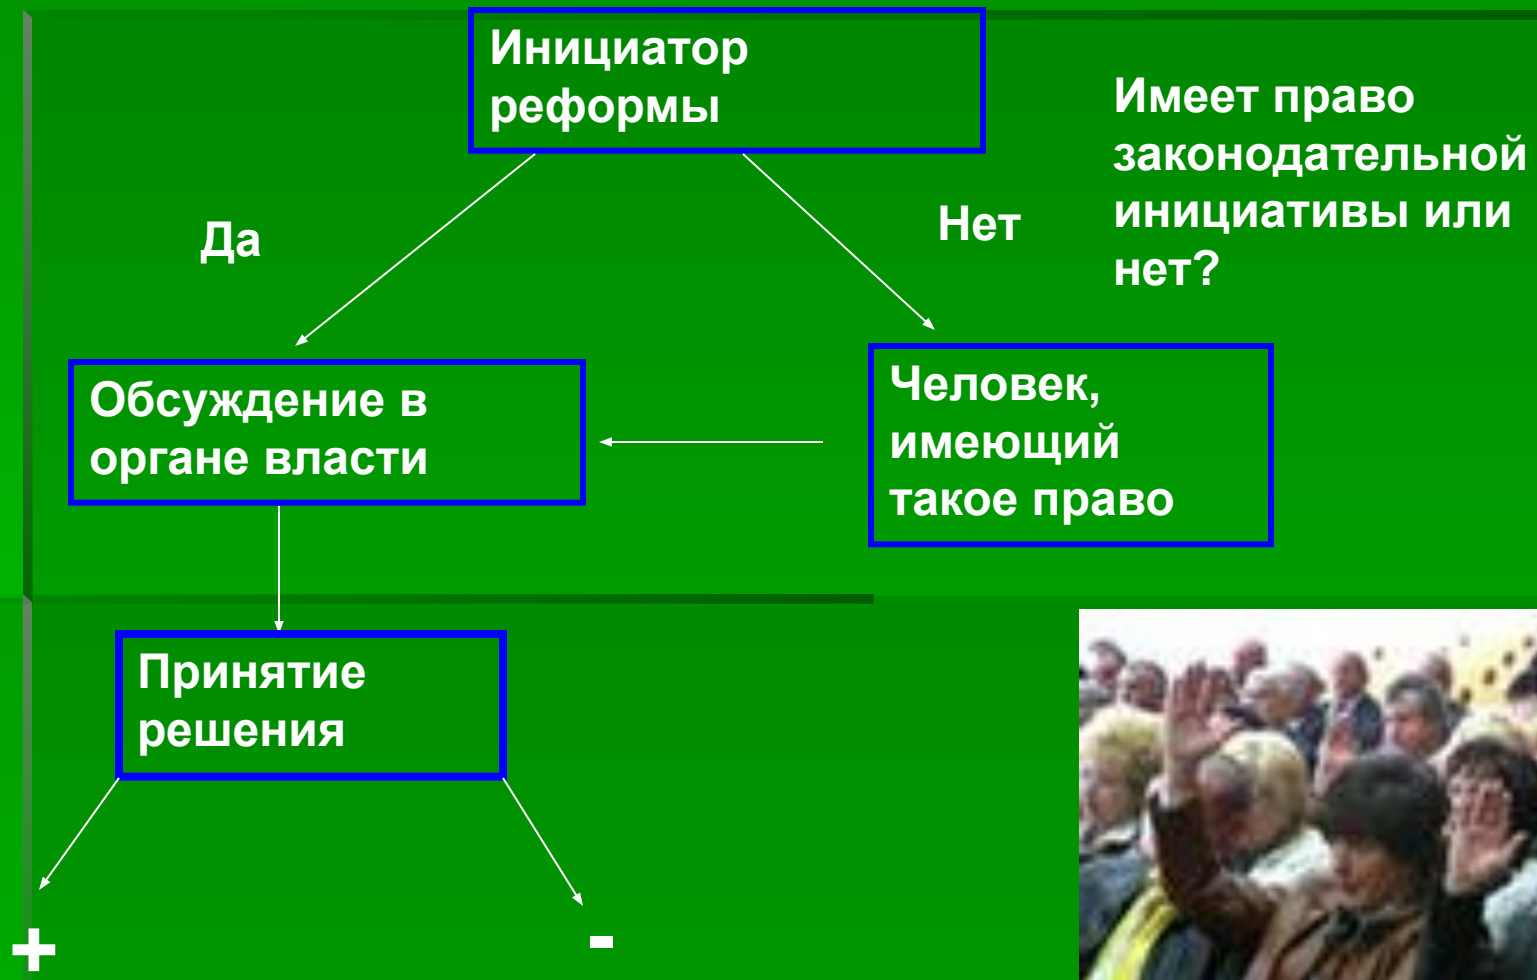 Инициатор
реформы
Имеет право
законодательной
инициативы или
нет?
Да
Нет
Обсуждение в
органе власти
Человек,
имеющий
такое право
Принятие
решения
+
-